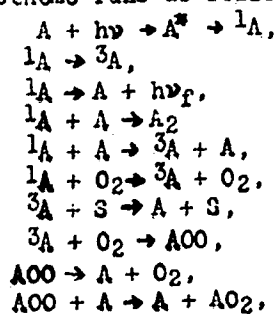 A + hν → A* → ¹A,
¹A → ³A,
¹A → A + hν_f,
¹A + A → A₂
¹A + A → ³A + A,
¹A + O₂ → ³A + O₂,
³A + S → A + S,
³A + O₂ → AOO,
AOO → A + O₂,
AOO + A → A + AO₂,